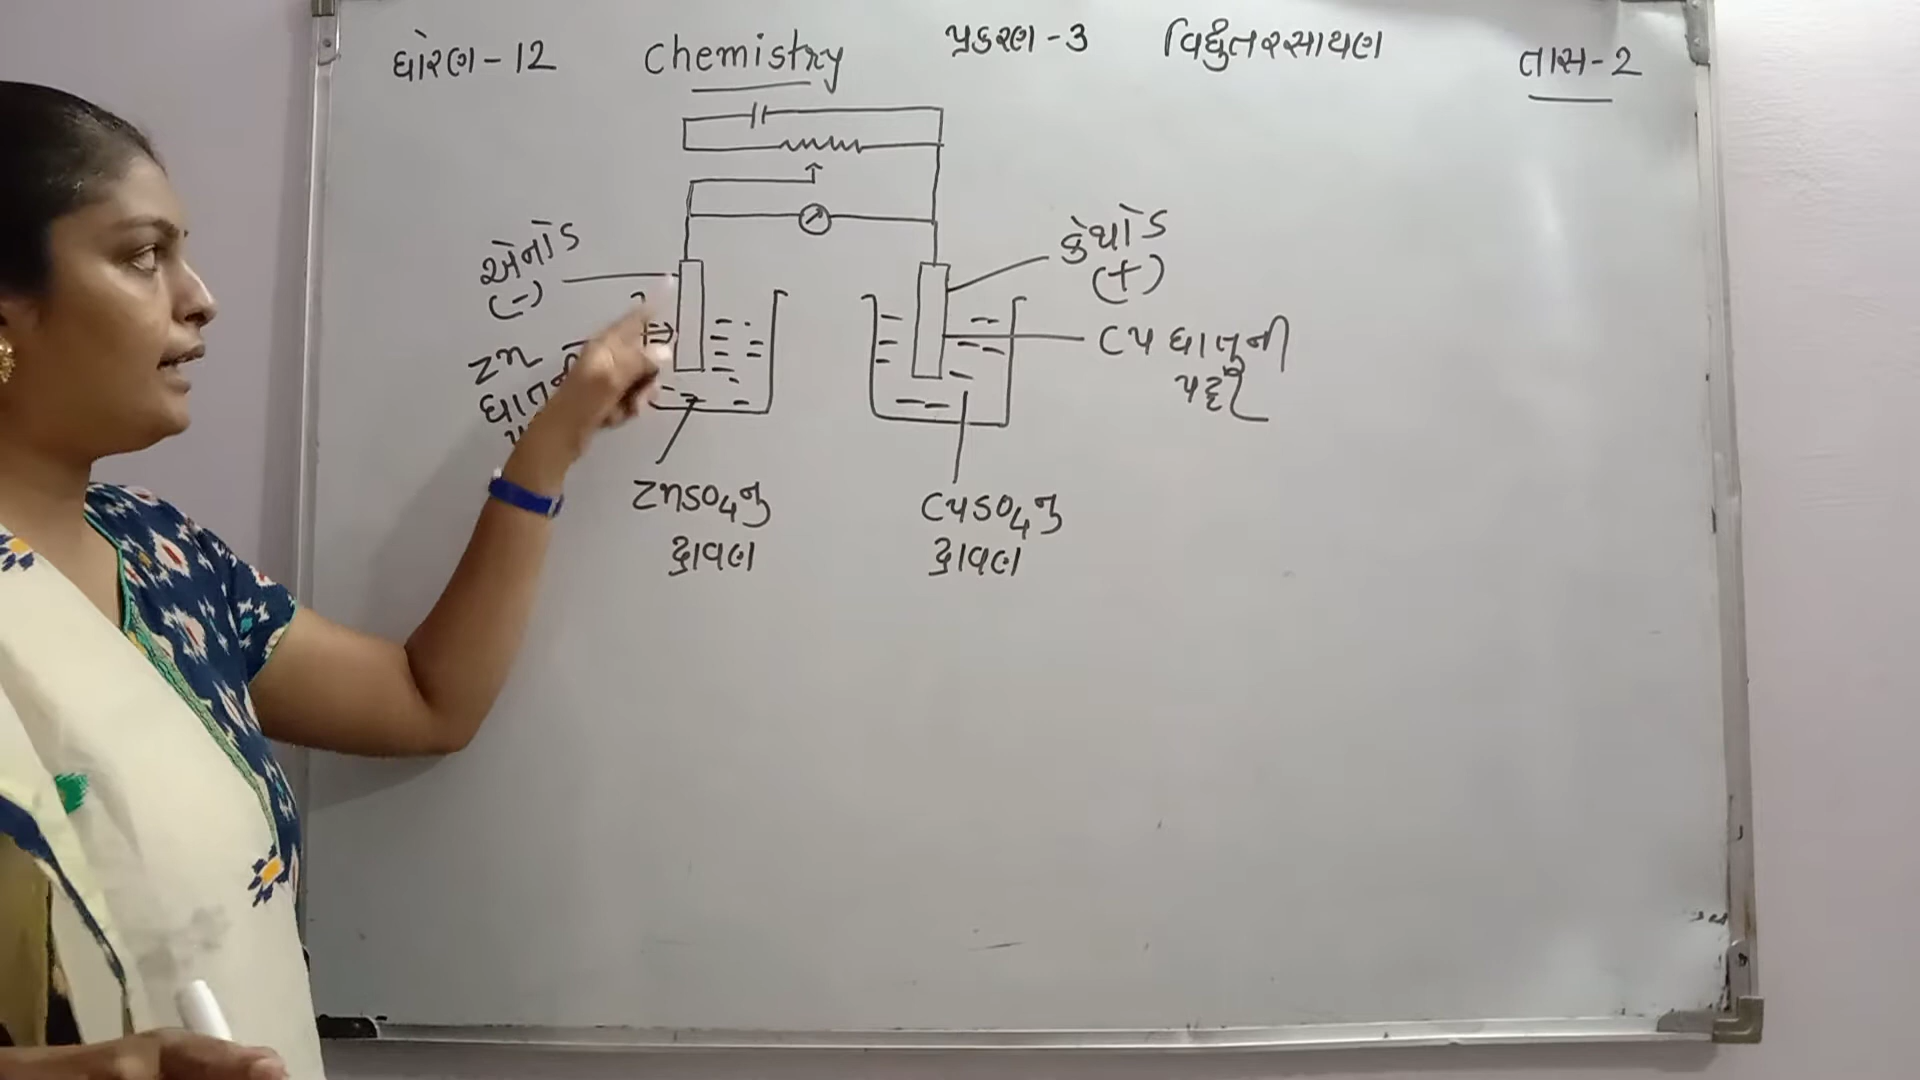 ધોરણ - 12 Chemistry પ્રકરણ - 3 વિદ્યુતરસાયણ તાસ - 2
એનોડ
(-)
કેથોડ
(+)
Zn
ધાતુની
Cu ધાતુની
પટ્ટી
ZnSO4નું
દ્રાવણ
CuSO4નું
દ્રાવણ